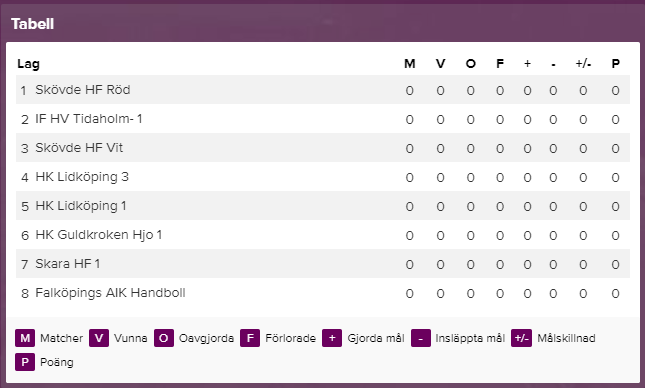 Tabell
Lag M V O F + - +/- P
1 Skövde HF Röd 0 0 0 0 0 0 0 0
2 IF HV Tidaholm- 1 0 0 0 0 0 0 0 0
3 Skövde HF Vit 0 0 0 0 0 0 0 0
4 HK Lidköping 3 0 0 0 0 0 0 0 0
5 HK Lidköping 1 0 0 0 0 0 0 0 0
6 HK Guldkroken Hjo 1 0 0 0 0 0 0 0 0
7 Skara HF 1 0 0 0 0 0 0 0 0
8 Falköpings AIK Handboll 0 0 0 0 0 0 0 0
M Matcher V Vunna O Oavgjorda F Förlorade + Gjorda mål - Insläppta mål +/- Målskillnad
P Poäng